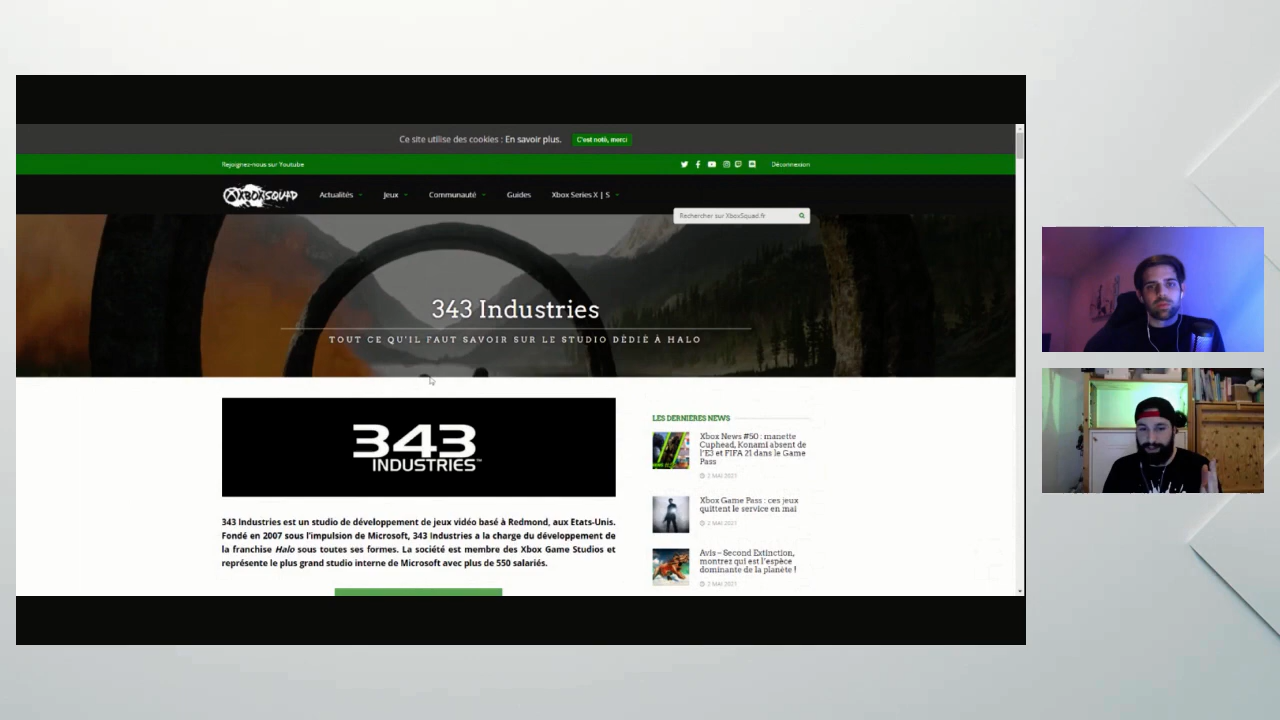 Ce site utilise des cookies : En savoir plus. C'est noté, merci
Rejoignez-nous sur Youtube
Déconnexion
XBOXSQUAD
Actualités
Jeux
Communauté
Guides
Xbox Series X | S
Rechercher sur XboxSquad.fr
343 Industries
TOUT CE QU'IL FAUT SAVOIR SUR LE STUDIO DÉDIÉ À HALO
343
INDUSTRIES™
343 Industries est un studio de développement de jeux vidéo basé à Redmond, aux Etats-Unis.
Fondé en 2007 sous l'impulsion de Microsoft, 343 Industries a la charge du développement de
la franchise Halo sous toutes ses formes. La société est membre des Xbox Game Studios et
représente le plus grand studio interne de Microsoft avec plus de 550 salariés.
LES DERNIERES NEWS
Xbox News #50 : manette
Cuphead, Konami absent de
l'E3 et FIFA 21 dans le Game
Pass
2 MAI 2021
Xbox Game Pass : ces jeux
quittent le service en mai
2 MAI 2021
Avis – Second Extinction,
montrez qui est l'espèce
dominante de la planète !
2 MAI 2021